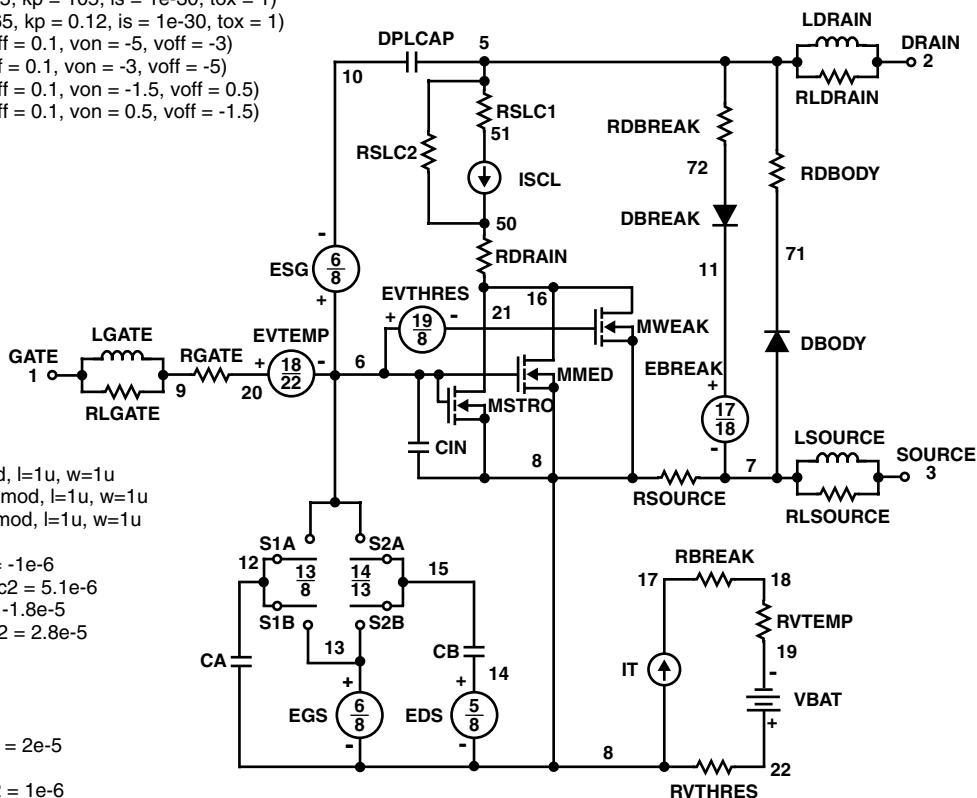 5, kp = 105, is = 1e-30, tox = 1)
65, kp = 0.12, is = 1e-30, tox = 1)
ff = 0.1, von = -5, voff = -3)
ff = 0.1, von = -3, voff = -5)
ff = 0.1, von = -1.5, voff = 0.5)
ff = 0.1, von = 0.5, voff = -1.5)
DPLCAP
5
10
LDRAIN
DRAIN
2
RLDRAIN
RSLC1
51
RSLC2
ISCL
50
RDBREAK
72
RDBODY
DBREAK
71
11
RDRAIN
-
ESG
6
8
+
EVTHRES
+
19
8
-
16
21
MWEAK
LGATE
GATE
1
RLGATE
9
RGATE
20
EVTEMP
+
18
22
-
6
MMED
MSTRO
DBODY
EBREAK
+
17
18
-
CIN
8
7
RSOURCE
LSOURCE
SOURCE
3
RLSOURCE
d, l=1u, w=1u
mod, l=1u, w=1u
mod, l=1u, w=1u
= -1e-6
c2 = 5.1e-6
-1.8e-5
2 = 2.8e-5
= 2e-5
2 = 1e-6
S1A
S2A
12
13
8
14
13
15
S1B
S2B
13
CA
CB
14
+
EGS
6
8
-
+
EDS
5
8
-
8
RBREAK
17
18
RVTEMP
19
IT
-
VBAT
+
22
RVTHRES